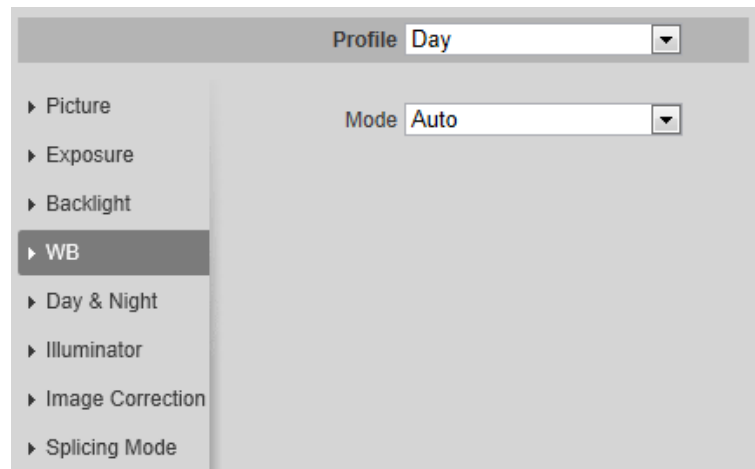 Profile Day
Picture
Mode Auto
Exposure
Backlight
WB
Day & Night
Illuminator
Image Correction
Splicing Mode